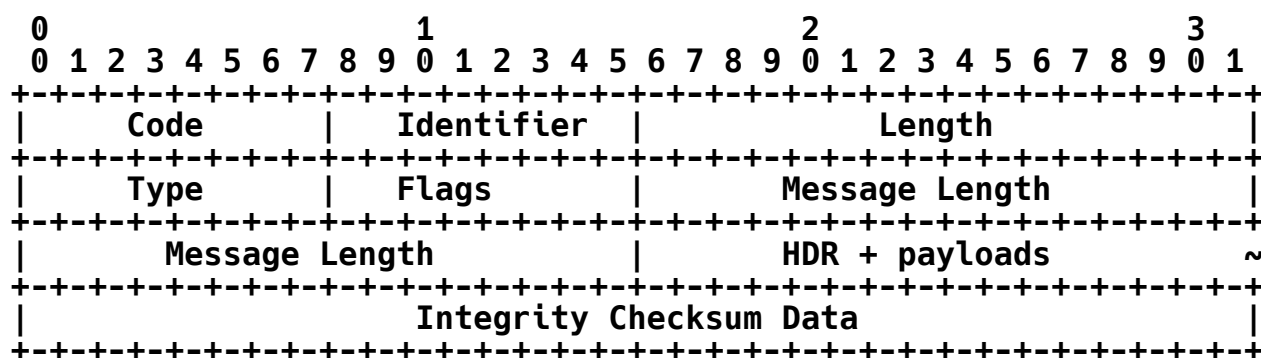 0                   1                   2                   3
 0 1 2 3 4 5 6 7 8 9 0 1 2 3 4 5 6 7 8 9 0 1 2 3 4 5 6 7 8 9 0 1
+-+-+-+-+-+-+-+-+-+-+-+-+-+-+-+-+-+-+-+-+-+-+-+-+-+-+-+-+-+-+-+-+
|     Code      |   Identifier  |            Length             |
+-+-+-+-+-+-+-+-+-+-+-+-+-+-+-+-+-+-+-+-+-+-+-+-+-+-+-+-+-+-+-+-+
|     Type      |   Flags       |       Message Length          |
+-+-+-+-+-+-+-+-+-+-+-+-+-+-+-+-+-+-+-+-+-+-+-+-+-+-+-+-+-+-+-+-+
|       Message Length          |       HDR + payloads          ~
+-+-+-+-+-+-+-+-+-+-+-+-+-+-+-+-+-+-+-+-+-+-+-+-+-+-+-+-+-+-+-+-+
|                    Integrity Checksum Data                    |
+-+-+-+-+-+-+-+-+-+-+-+-+-+-+-+-+-+-+-+-+-+-+-+-+-+-+-+-+-+-+-+-+